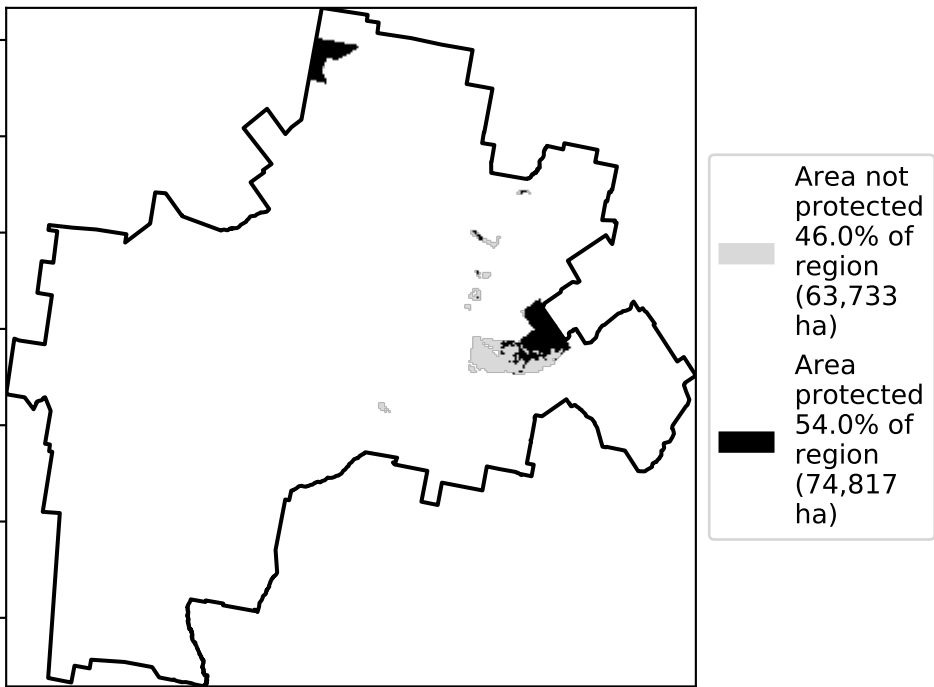 Area not
protected
46.0% of
region
(63,733
ha)
Area
protected
54.0% of
region
(74,817
ha)